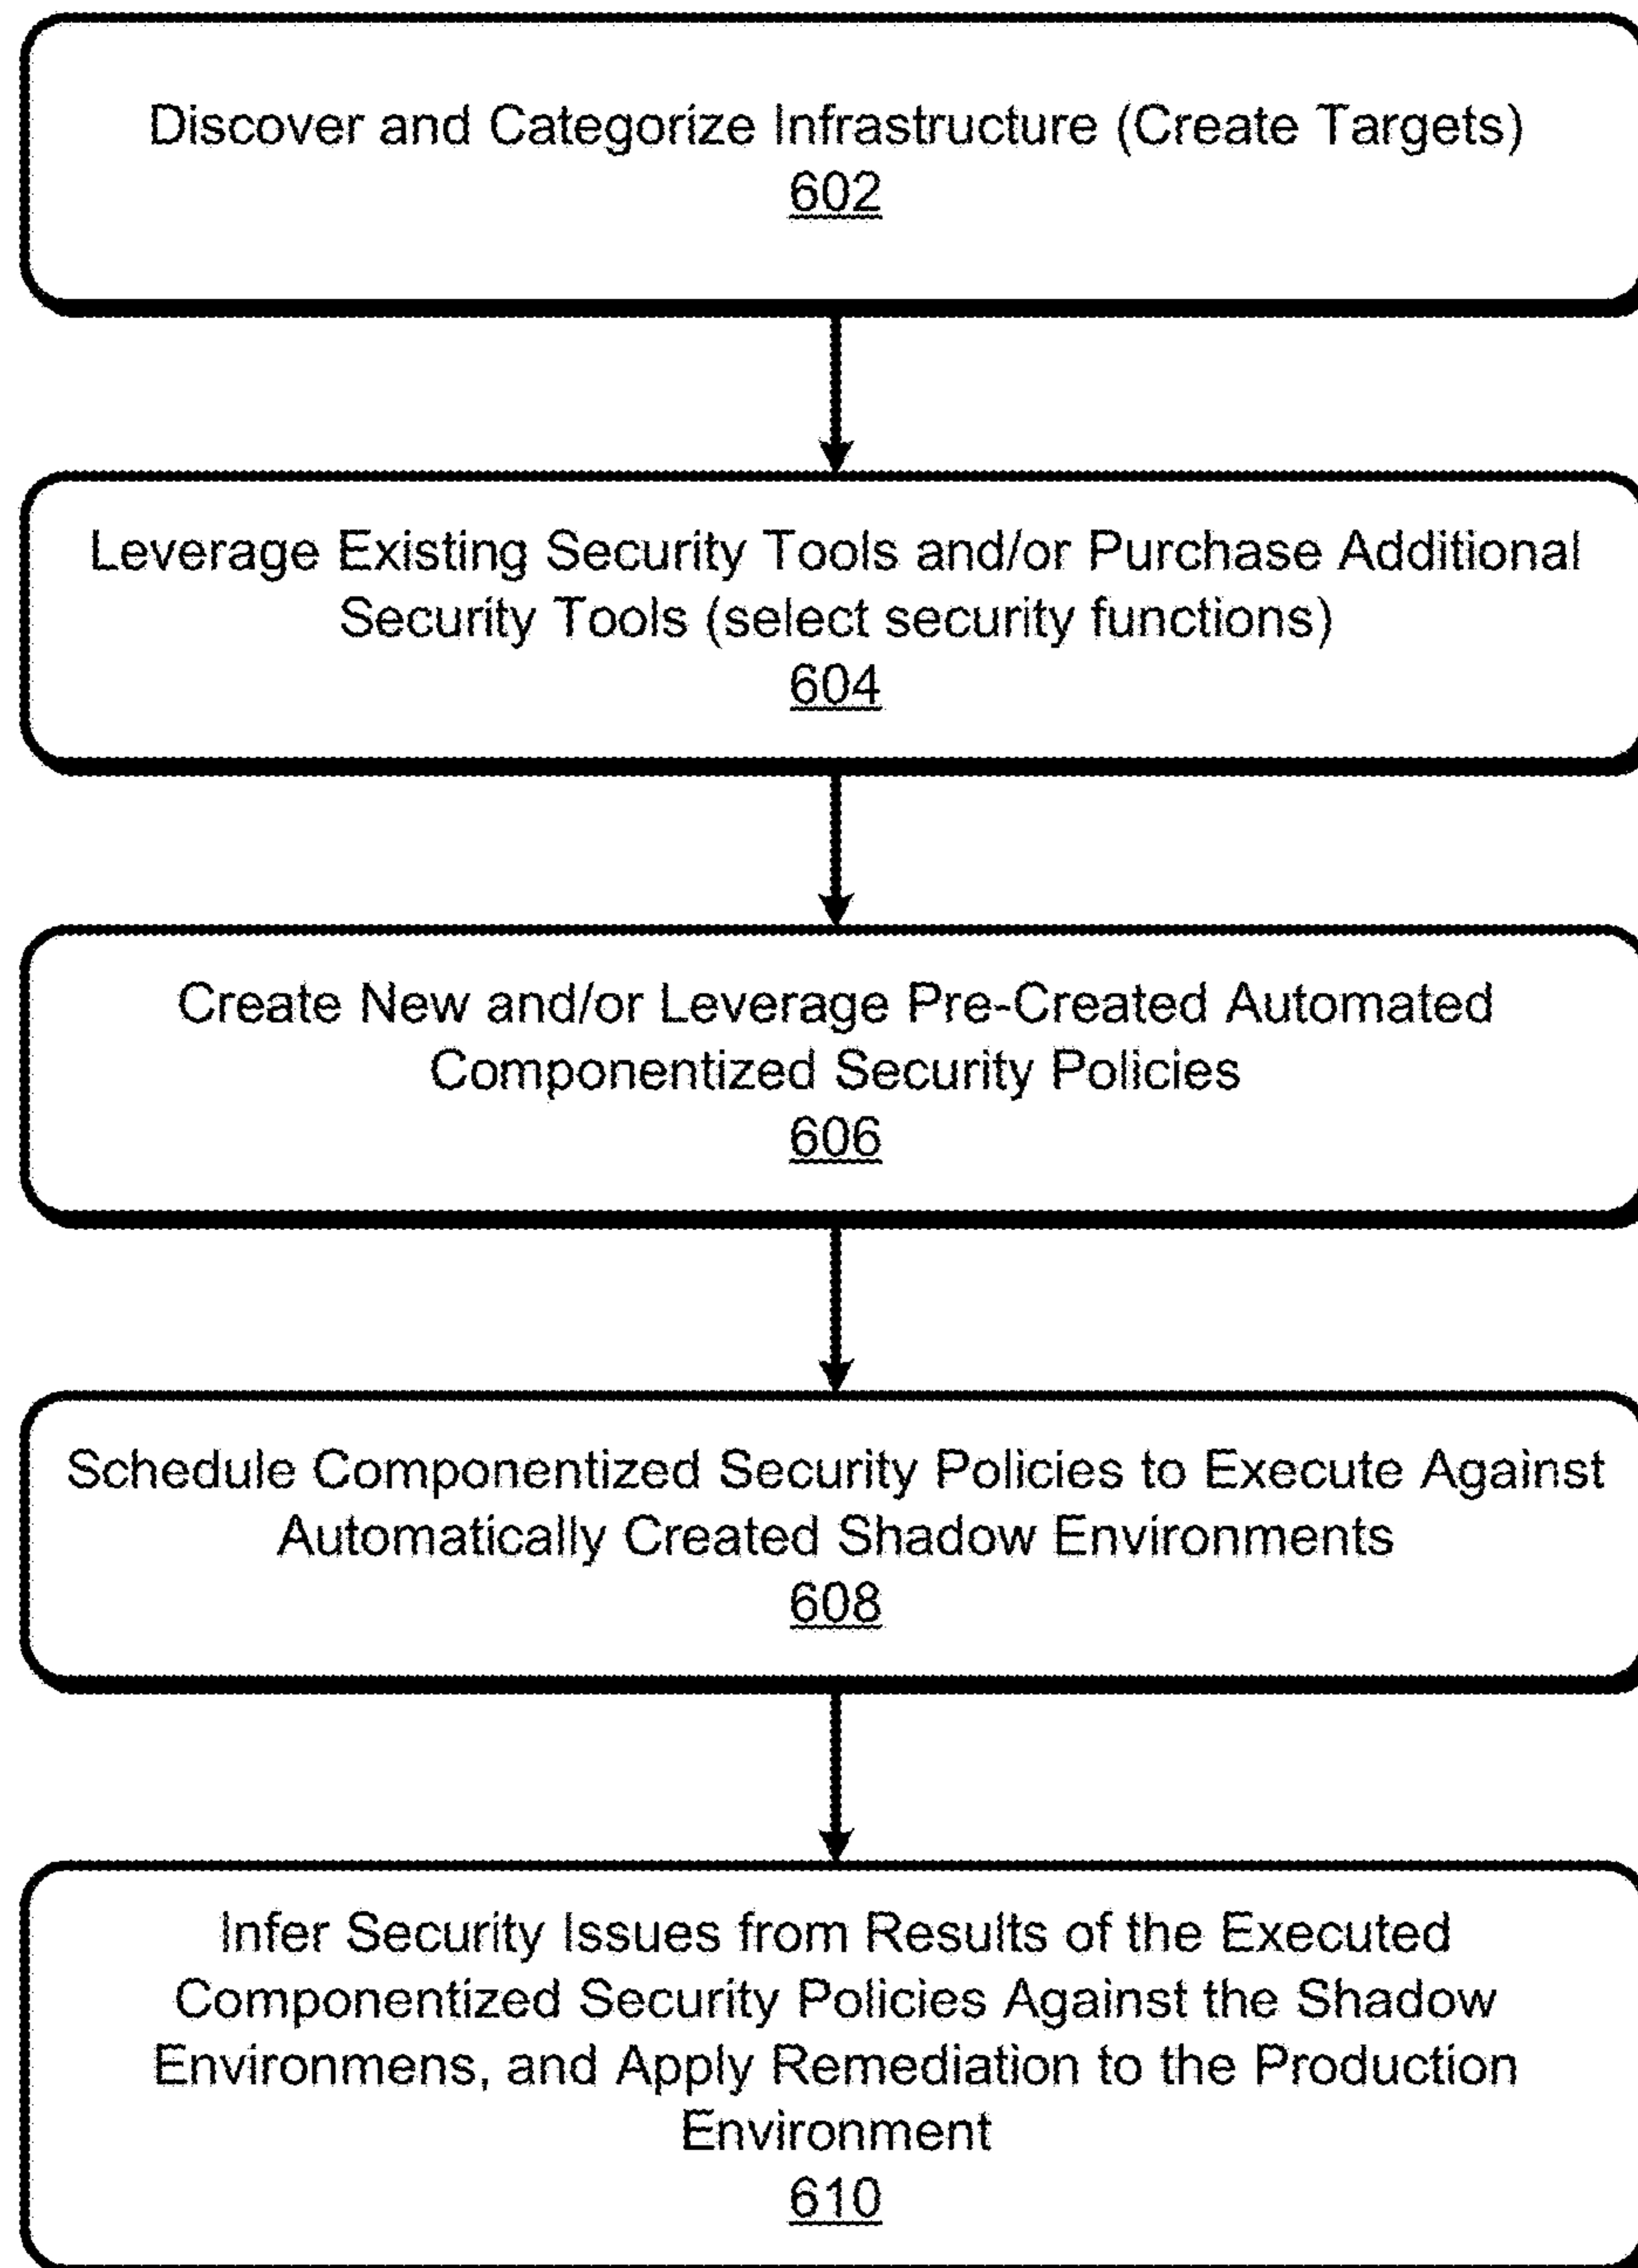 Discover and Categorize Infrastructure (Create Targets)
602
Leverage Existing Security Tools and/or Purchase Additional
Security Tools (select security functions)
604
Create New and/or Leverage Pre-Created Automated
Componentized Security Policies
606
Schedule Componentized Security Policies to Execute Against
Automatically Created Shadow Environments
608
Infer Security Issues from Results of the Executed
Componentized Security Policies Against the Shadow
Environmens, and Apply Remediation to the Production
Environment
610